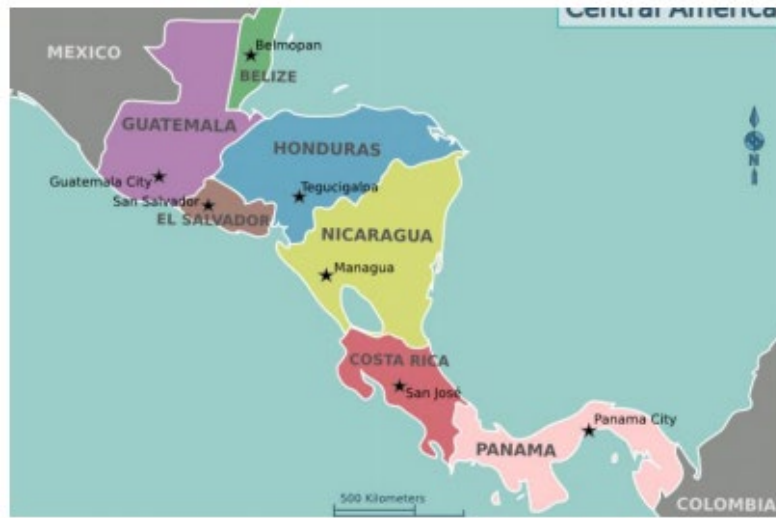 Central America
MEXICO
Belmopan
BELIZE
GUATEMALA
HONDURAS
Guatemala City
Tegucigalpa
San Salvador
EL SALVADOR
NICARAGUA
Managua
N
COSTA RICA
San José
Panama City
PANAMA
500 Kilometers
COLOMBIA